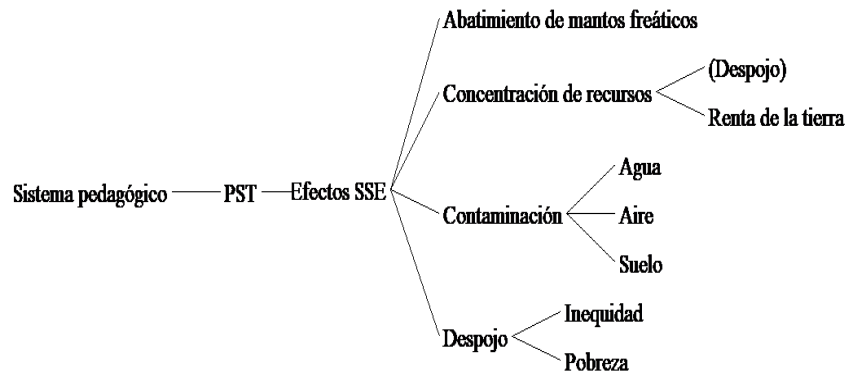 Abatimiento de mantos freáticos
(Despojo)
Concentración de recursos
Renta de la tierra
Agua
Sistema pedagógico
PST
Efectos SSE
Contaminación
Aire
Suelo
Inequidad
Despojo
Pobreza